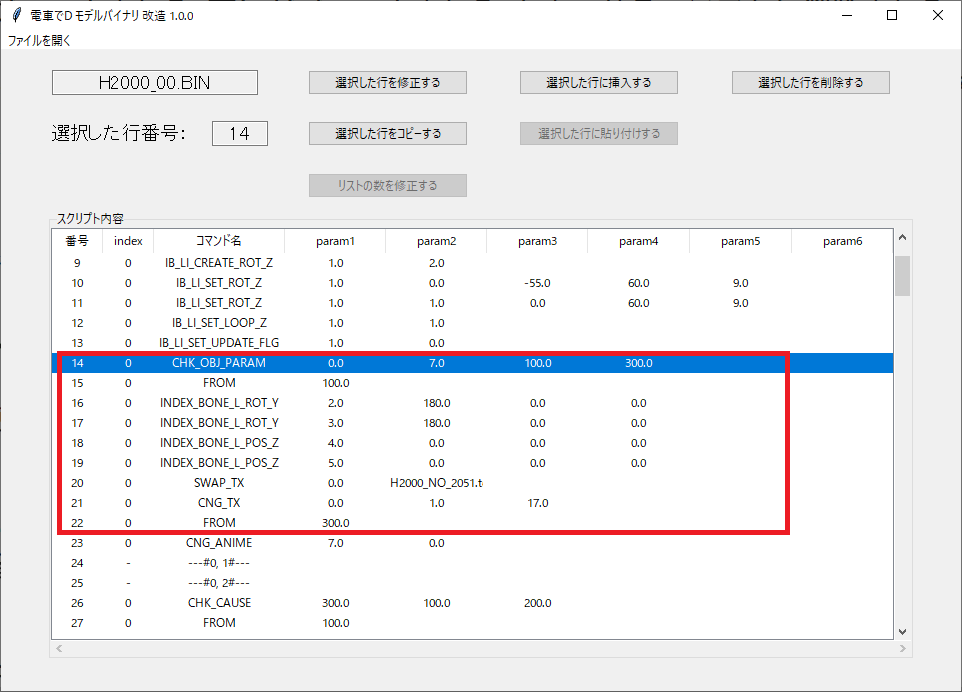 電車でD モデルバイナリ 改造 1.0.0
ファイルを開く
H2000_00.BIN 選択した行を修正する 選択した行に挿入する 選択した行を削除する
選択した行番号: 14 選択した行をコピーする 選択した行に貼り付けする
リストの数を修正する
スクリプト内容
番号 index コマンド名 param1 param2 param3 param4 param5 param6
9 0 IB_LI_CREATE_ROT_Z 1.0 2.0
10 0 IB_LI_SET_ROT_Z 1.0 0.0 -55.0 60.0 9.0
11 0 IB_LI_SET_ROT_Z 1.0 1.0 0.0 60.0 9.0
12 0 IB_LI_SET_LOOP_Z 1.0 1.0
13 0 IB_LI_SET_UPDATE_FLG 1.0 0.0
14 0 CHK_OBJ_PARAM 0.0 7.0 100.0 300.0
15 0 FROM 100.0
16 0 INDEX_BONE_L_ROT_Y 2.0 180.0 0.0 0.0
17 0 INDEX_BONE_L_ROT_Y 3.0 180.0 0.0 0.0
18 0 INDEX_BONE_L_POS_Z 4.0 0.0 0.0 0.0
19 0 INDEX_BONE_L_POS_Z 5.0 0.0 0.0 0.0
20 0 SWAP_TX 0.0 H2000_NO_2051.t
21 0 CNG_TX 0.0 1.0 17.0
22 0 FROM 300.0
23 0 CNG_ANIME 7.0 0.0
24 - ---#0, 1#---
25 - ---#0, 2#---
26 0 CHK_CAUSE 300.0 100.0 200.0
27 0 FROM 100.0